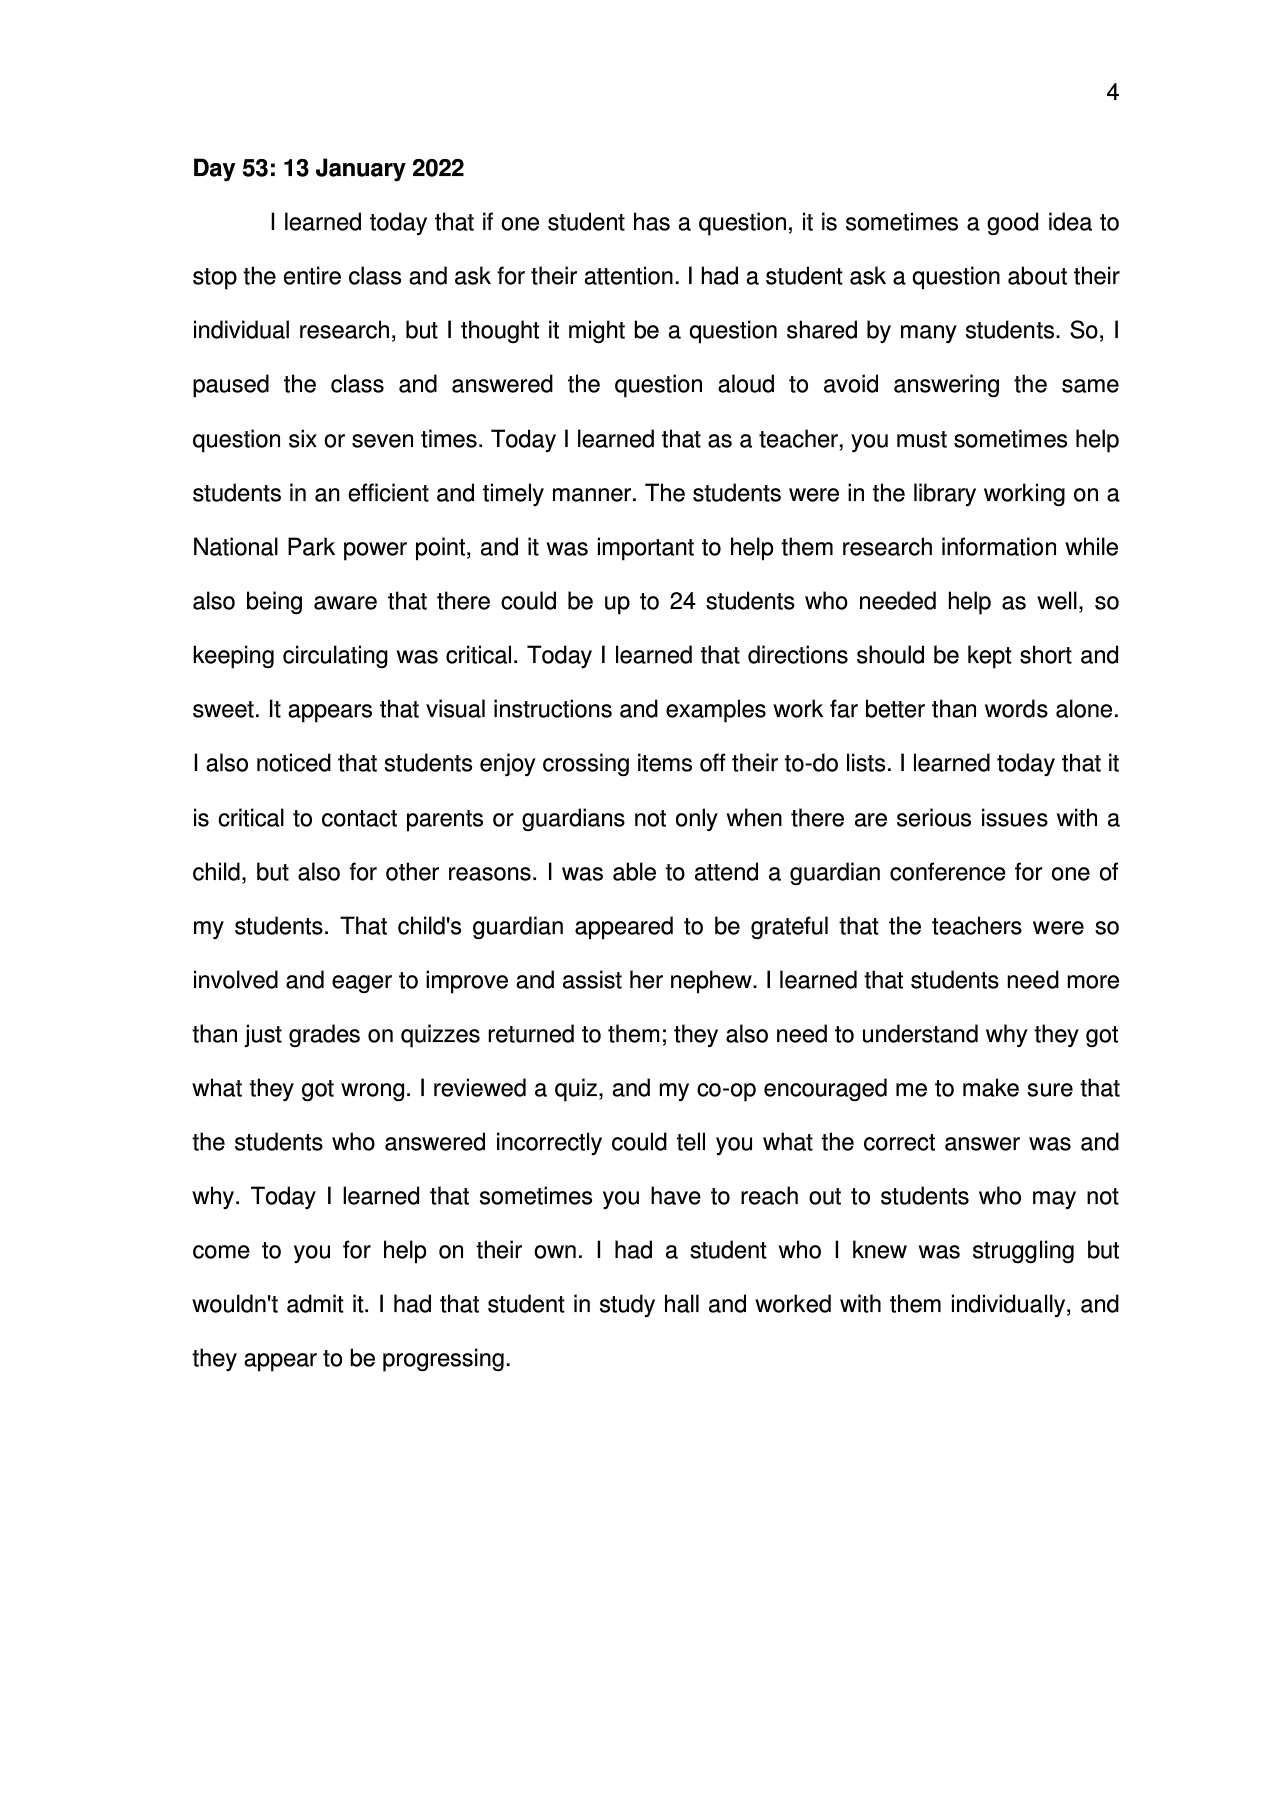 4
Day 53: 13 January 2022
I learned today that if one student has a question, it is sometimes a good idea to
stop the entire class and ask for their attention. I had a student ask a question about their
individual research, but I thought it might be a question shared by many students. So, I
paused the class and answered the question aloud to avoid answering the same
question six or seven times. Today I learned that as a teacher, you must sometimes help
students in an efficient and timely manner. The students were in the library working on a
National Park power point, and it was important to help them research information while
also being aware that there could be up to 24 students who needed help as well, so
keeping circulating was critical. Today I learned that directions should be kept short and
sweet. It appears that visual instructions and examples work far better than words alone.
I also noticed that students enjoy crossing items off their to-do lists. I learned today that it
is critical to contact parents or guardians not only when there are serious issues with a
child, but also for other reasons. I was able to attend a guardian conference for one of
my students. That child's guardian appeared to be grateful that the teachers were so
involved and eager to improve and assist her nephew. I learned that students need more
than just grades on quizzes returned to them; they also need to understand why they got
what they got wrong. I reviewed a quiz, and my co-op encouraged me to make sure that
the students who answered incorrectly could tell you what the correct answer was and
why. Today I learned that sometimes you have to reach out to students who may not
come to you for help on their own. I had a student who I knew was struggling but
wouldn't admit it. I had that student in study hall and worked with them individually, and
they appear to be progressing.